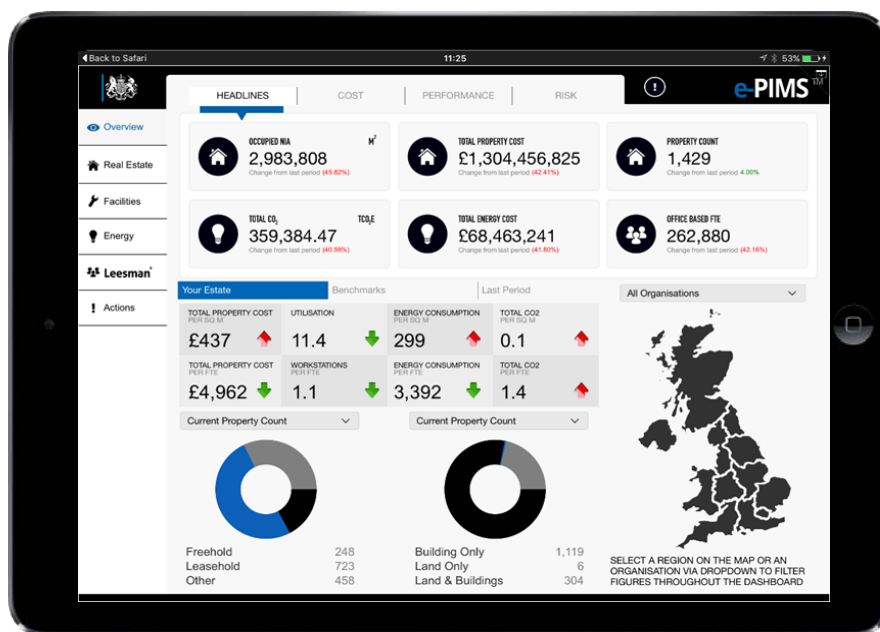 Back to Safari
11:25
53%
HEADLINES
COST
PERFORMANCE
RISK
!
e-PIMS™
Overview
Real Estate
Facilities
Energy
Leesman
! Actions
OCCUPIED NIA M²
2,983,808
Change from last period (45.82%)
TOTAL PROPERTY COST
£1,304,456,825
Change from last period (42.41%)
PROPERTY COUNT
1,429
Change from last period 4.00%
TOTAL CO₂ TCO₂E
359,384.47
Change from last period (40.59%)
TOTAL ENERGY COST
£68,463,241
Change from last period (41.80%)
OFFICE BASED FTE
262,880
Change from last period (42.16%)
Your Estate
Benchmarks
Last Period
All Organisations
TOTAL PROPERTY COST
PER SQ M
£437
UTILISATION
11.4
ENERGY CONSUMPTION
PER SQ M
299
TOTAL CO2
PER SQ M
0.1
TOTAL PROPERTY COST
PER FTE
£4,962
WORKSTATIONS
PER FTE
1.1
ENERGY CONSUMPTION
PER FTE
3,392
TOTAL CO2
PER FTE
1.4
Current Property Count
Current Property Count
Freehold 248
Leasehold 723
Other 458
Building Only 1,119
Land Only 6
Land & Buildings 304
SELECT A REGION ON THE MAP OR AN
ORGANISATION VIA DROPDOWN TO FILTER
FIGURES THROUGHOUT THE DASHBOARD